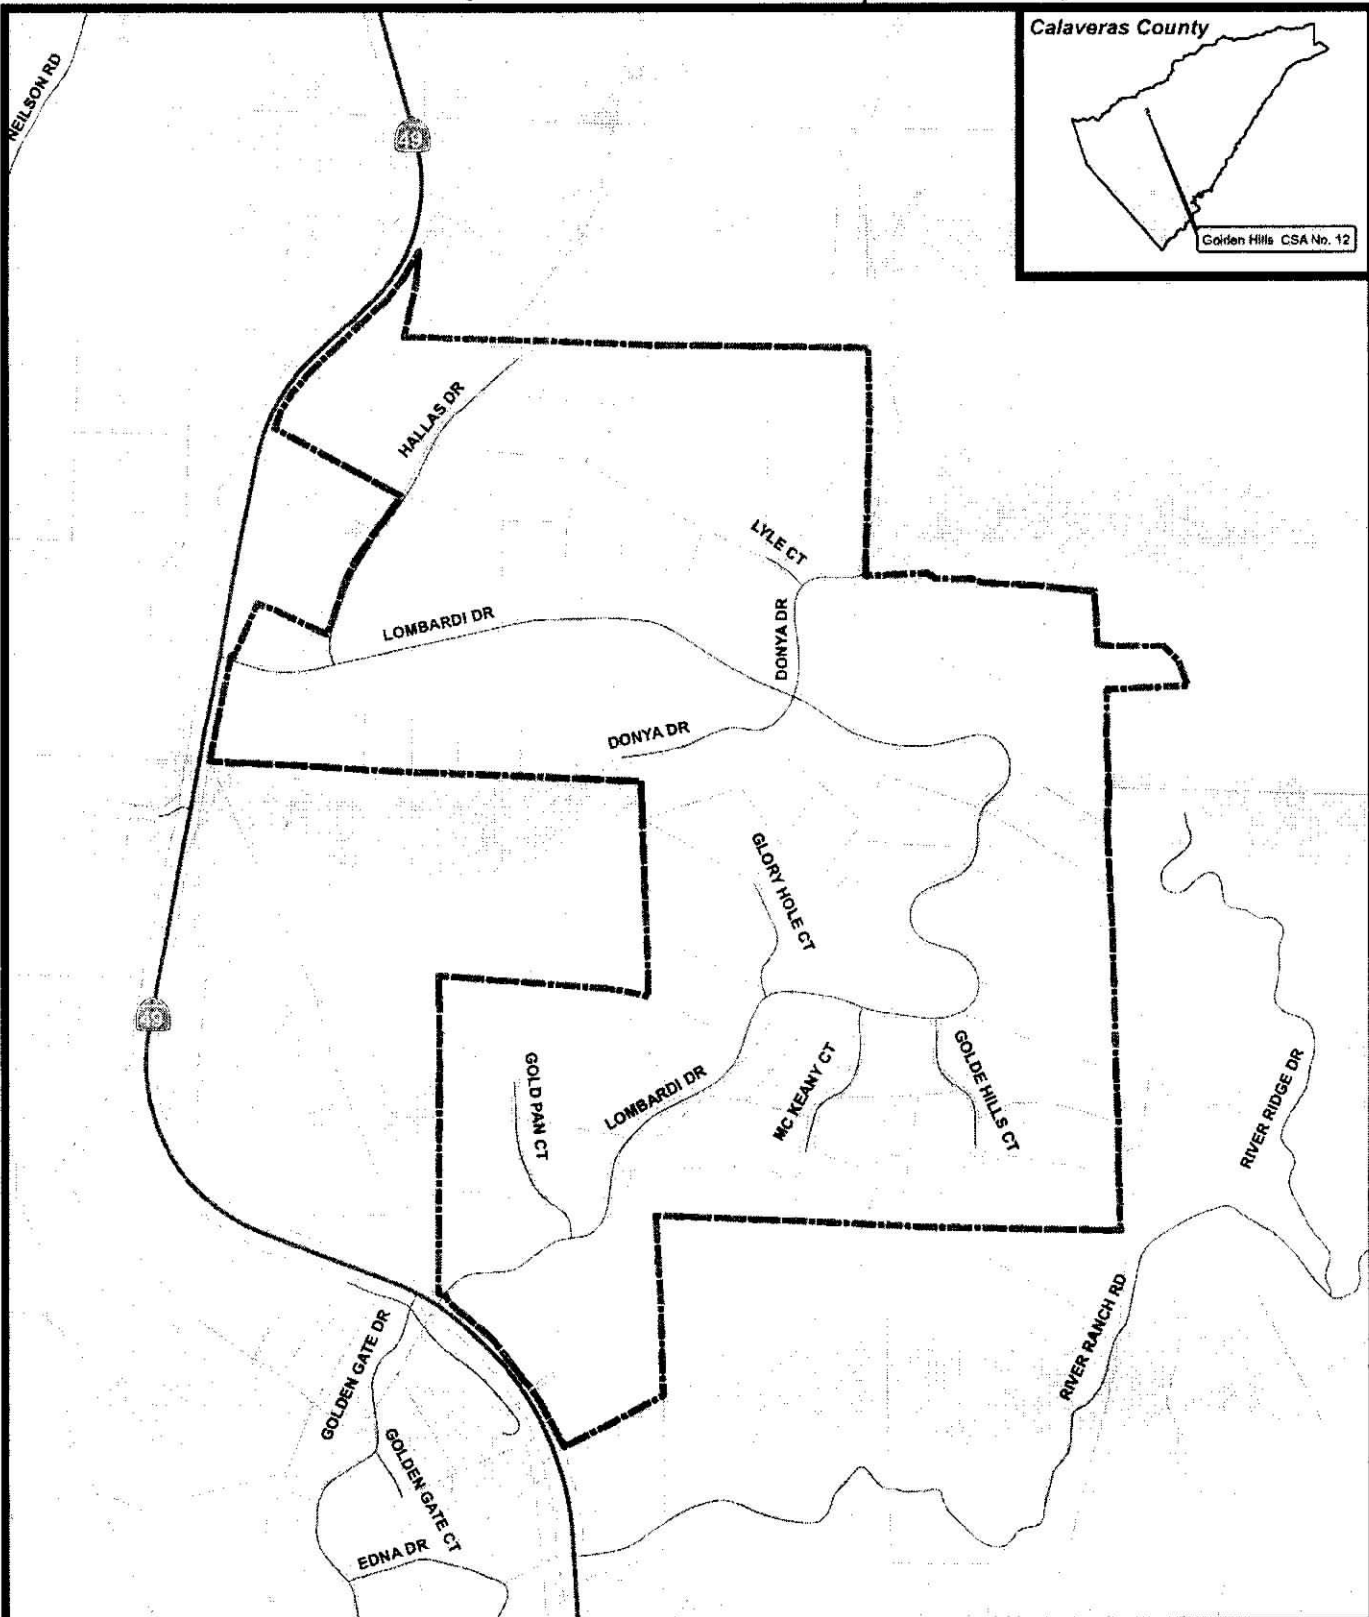 Calaveras County
Golden Hills CSA No. 12
NEILSON RD
49
HALLAS DR
LYLE CT
LOMBARDI DR
DONYA DR
DONYA DR
GLORY HOLE CT
49
GOLD PAN CT
LOMBARDI DR
MC KEANY CT
GOLDE HILLS CT
RIVER RIDGE DR
RIVER RANCH RD
GOLDEN GATE DR
GOLDEN GATE CT
EDNA DR